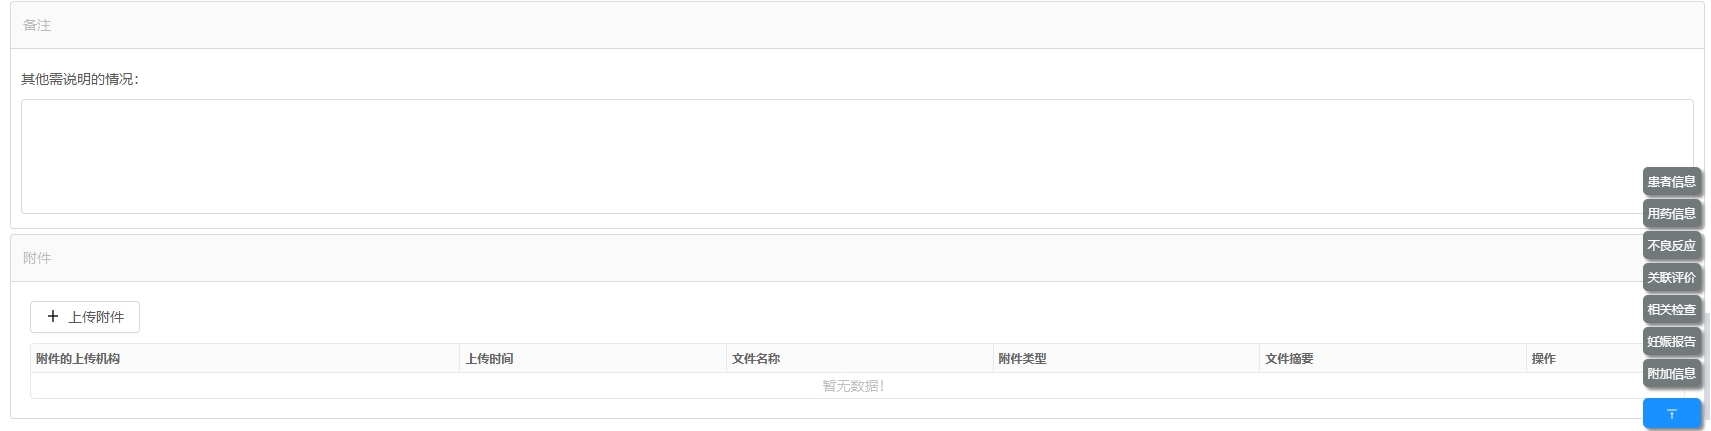 备注
其他需说明的情况：
患者信息
用药信息
不良反应
附件
关联评价
相关检查
+ 上传附件
妊娠报告
附件的上传机构 上传时间 文件名称 附件类型 文件摘要 操作
附加信息
暂无数据！